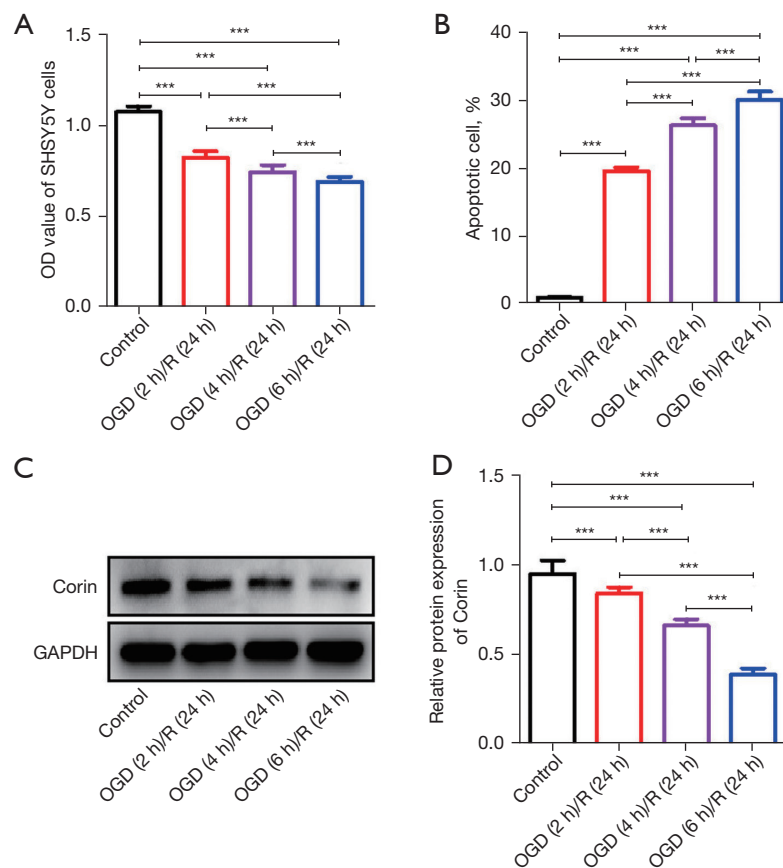 A
OD value of SHSY5Y cells
1.5
1.0
0.5
0.0
***
***
***
***
***
***
Control
OGD (2 h)/R (24 h)
OGD (4 h)/R (24 h)
OGD (6 h)/R (24 h)
B
Apoptotic cell, %
40
30
20
10
0
***
***
***
***
***
***
Control
OGD (2 h)/R (24 h)
OGD (4 h)/R (24 h)
OGD (6 h)/R (24 h)
C
Corin
GAPDH
Control
OGD (2 h)/R (24 h)
OGD (4 h)/R (24 h)
OGD (6 h)/R (24 h)
D
Relative protein expression
of Corin
1.5
1.0
0.5
0.0
***
***
***
***
***
***
Control
OGD (2 h)/R (24 h)
OGD (4 h)/R (24 h)
OGD (6 h)/R (24 h)